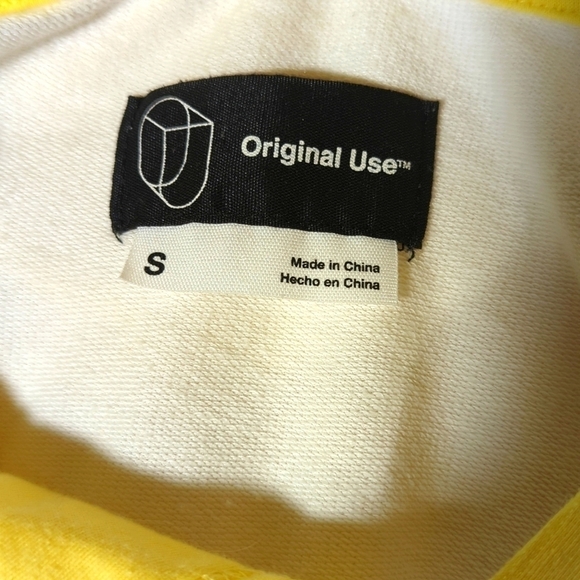 Original Use™
S
Made in China
Hecho en China